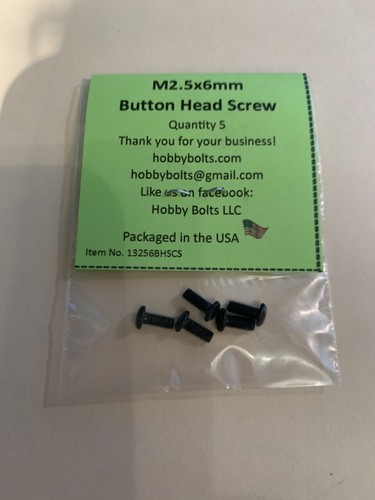 M2.5x6mm
Button Head Screw
Quantity 5
Thank you for your business!
hobbybolts.com
hobbybolts@gmail.com
Like us on facebook:
Hobby Bolts LLC
Packaged in the USA
Item No. 13256BHSCS